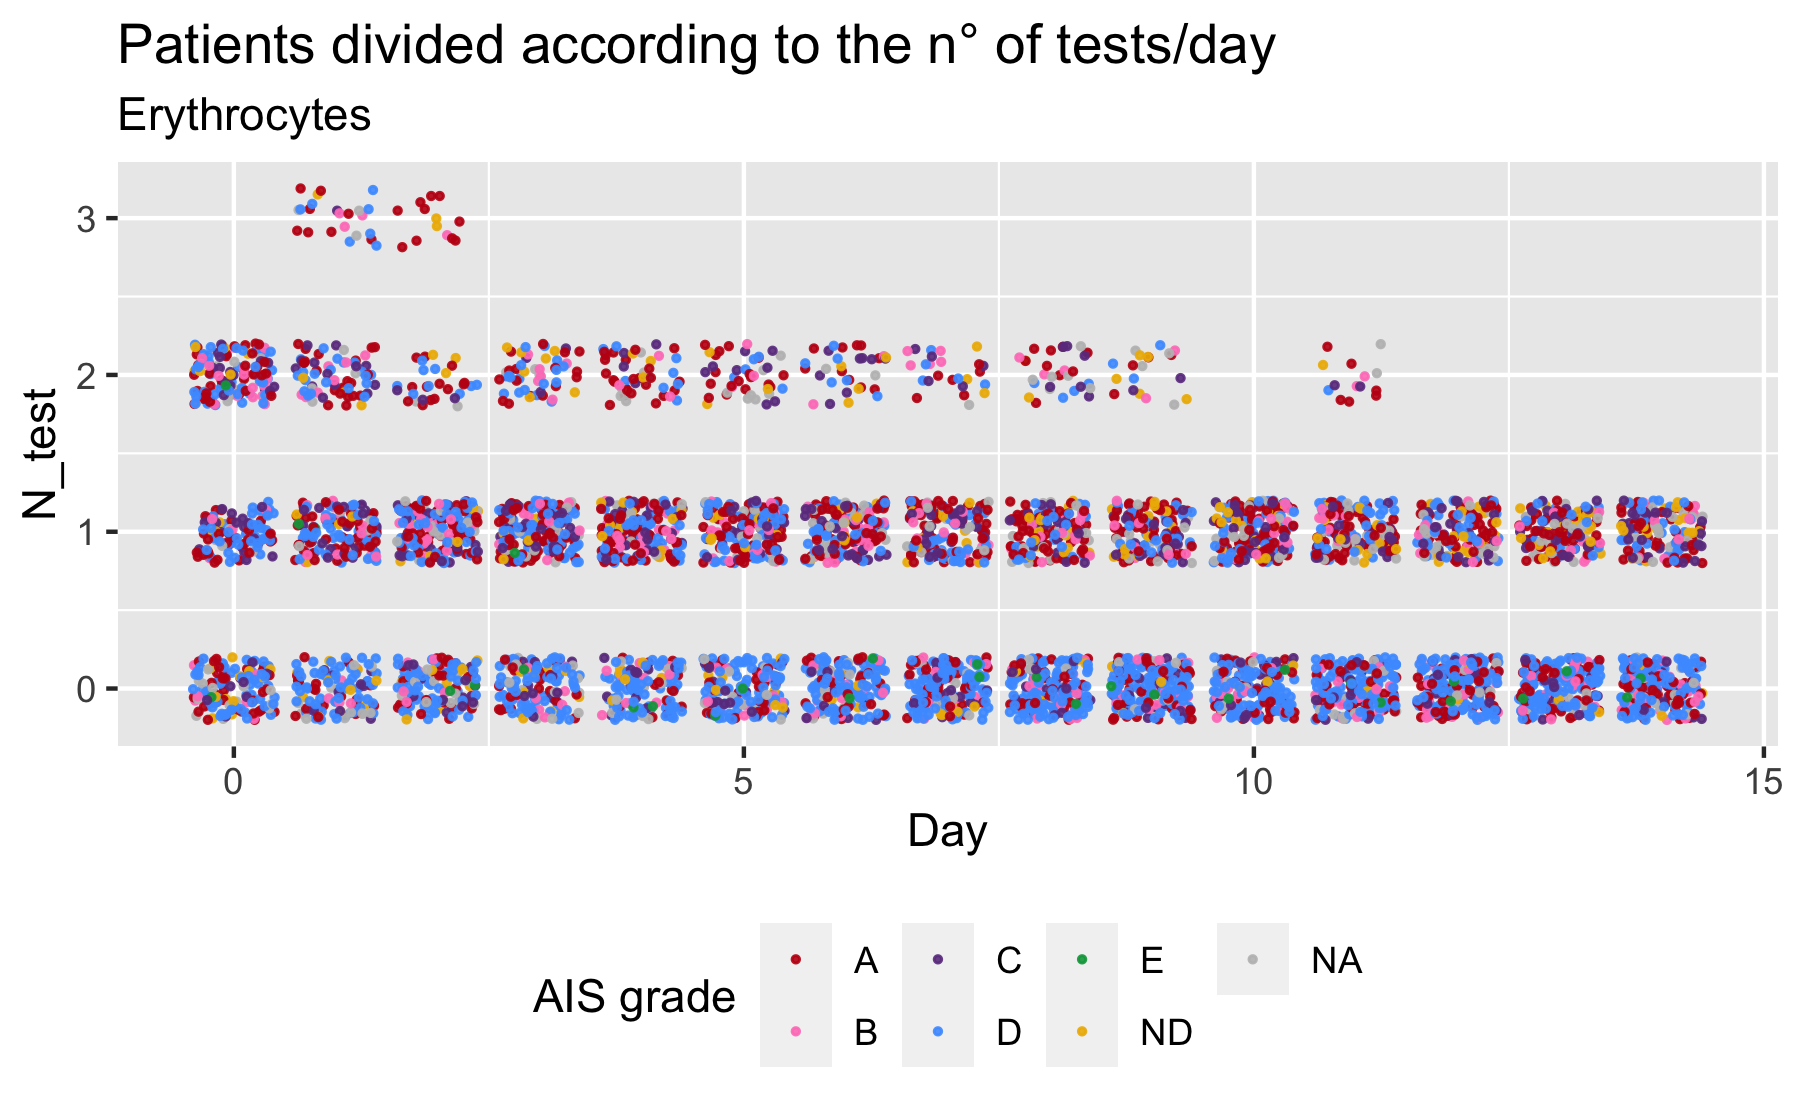 Patients divided according to the n° of tests/day
Erythrocytes
N_test
3
2
1
0
0 5 10 15
Day
AIS grade
A C E NA
B D ND